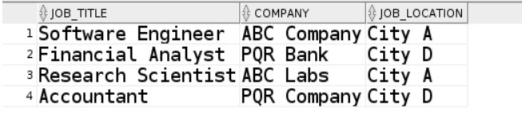 JOB_TITLE COMPANY JOB_LOCATION
1 Software Engineer ABC Company City A
2 Financial Analyst PQR Bank City D
3 Research Scientist ABC Labs City A
4 Accountant PQR Company City D